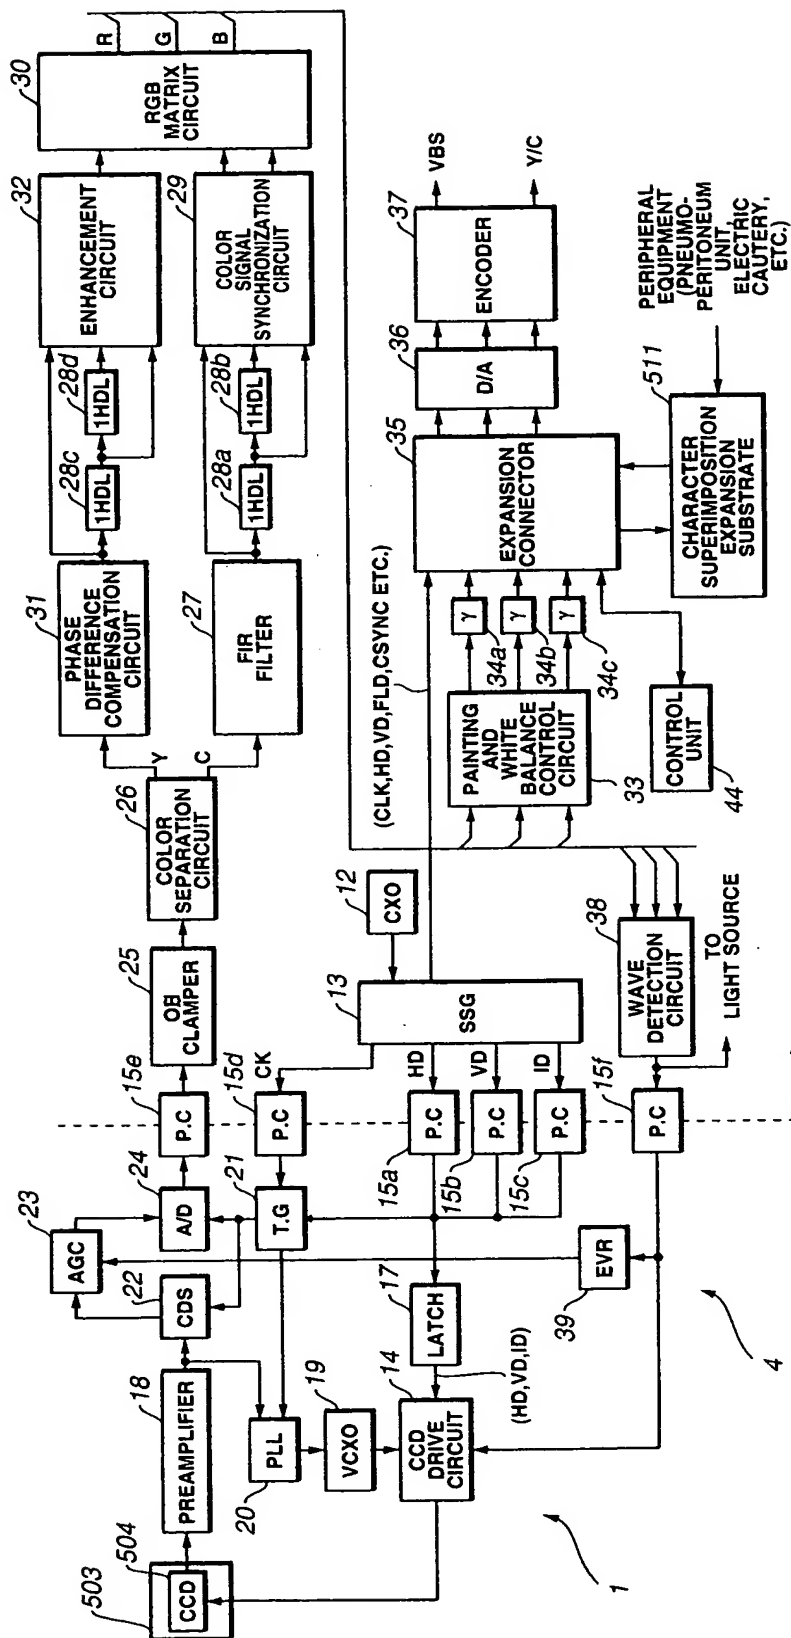 503
504
CCD
18
PREAMPLIFIER
22
CDS
23
AGC
24
A/D
15e
P.C
25
OB
CLAMPER
26
COLOR
SEPARATION
CIRCUIT
Y
C
31
PHASE
DIFFERENCE
COMPENSATION
CIRCUIT
27
FIR
FILTER
28c
1HDL
28d
1HDL
28a
1HDL
28b
1HDL
32
ENHANCEMENT
CIRCUIT
29
COLOR
SIGNAL
SYNCHRONIZATION
CIRCUIT
30
RGB
MATRIX
CIRCUIT
R
G
B
20
PLL
19
VCXO
14
CCD
DRIVE
CIRCUIT
17
LATCH
(HD,VD,ID)
21
T.G
15d
P.C
CK
15a
P.C
HD
15b
P.C
VD
15c
P.C
ID
13
SSG
12
CXO
(CLK,HD,VD,FLD,CSYNC ETC.)
33
PAINTING
AND
WHITE
BALANCE
CONTROL
CIRCUIT
γ
34a
γ
34b
γ
34c
35
EXPANSION
CONNECTOR
36
D/A
37
ENCODER
VBS
Y/C
44
CONTROL
UNIT
511
CHARACTER
SUPERIMPOSITION
EXPANSION
SUBSTRATE
PERIPHERAL
EQUIPMENT
(PNEUMO-
PERITONEUM
UNIT,
ELECTRIC
CAUTERY,
ETC.)
39
EVR
15f
P.C
38
WAVE
DETECTION
CIRCUIT
TO
LIGHT SOURCE
1
4